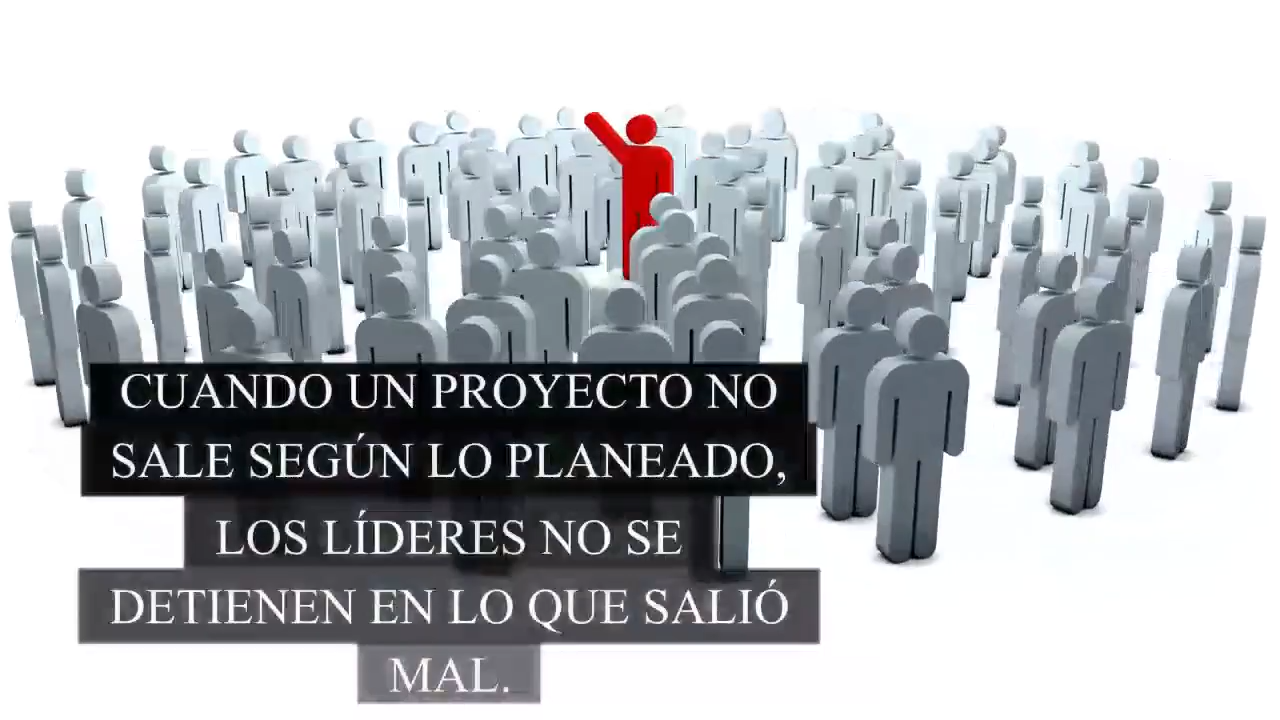 CUANDO UN PROYECTO NO
SALE SEGÚN LO PLANEADO,
LOS LÍDERES NO SE
DETIENEN EN LO QUE SALIÓ
MAL.